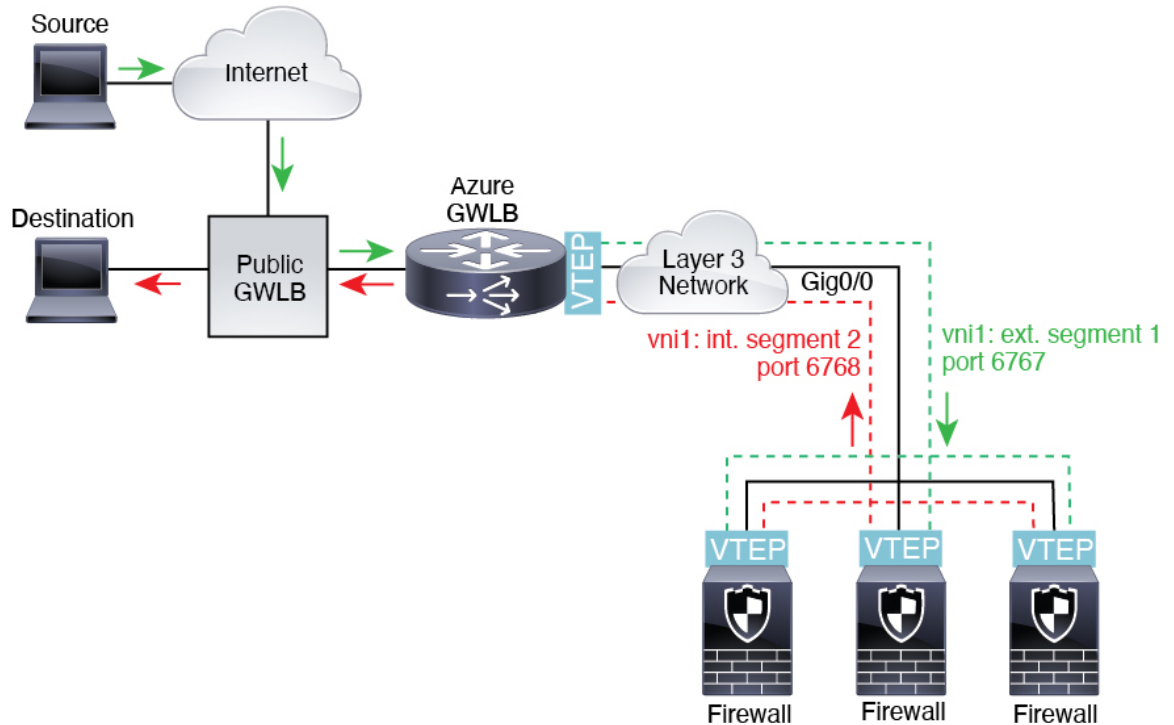 Source
Internet
Destination
Public
GWLB
Azure
GWLB
VTEP
Layer 3
Network
Gig0/0
vni1: int. segment 2
port 6768
vni1: ext. segment 1
port 6767
VTEP
VTEP
VTEP
Firewall
Firewall
Firewall